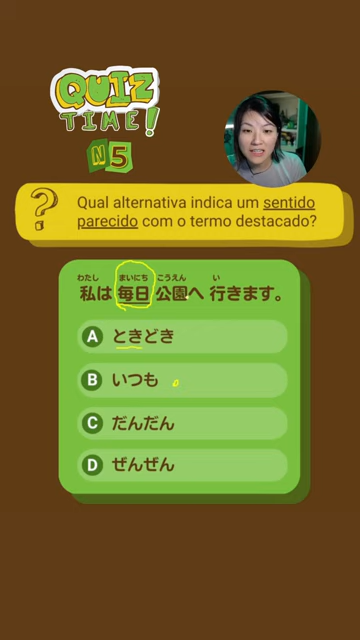 QUIZ
TIME!
N5
?
Qual alternativa indica um sentido
parecido com o termo destacado?
わたし まいにち こうえん い
私は 毎日 公園へ 行きます。
A ときどき
B いつも
C だんだん
D ぜんぜん